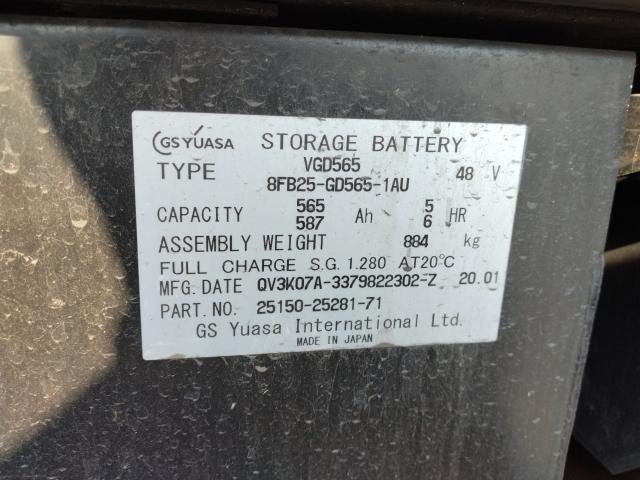 GS YUASA STORAGE BATTERY
TYPE VGD565 48 V
8FB25-GD565-1AU
CAPACITY 565 Ah 5 HR
587 6
ASSEMBLY WEIGHT 884 kg
FULL CHARGE S.G. 1.280 AT20°C
MFG. DATE QV3K07A-3379822302-Z 20.01
PART. NO. 25150-25281-71
GS Yuasa International Ltd.
MADE IN JAPAN